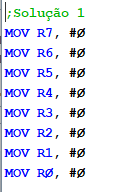 ;Solução 1
MOV R7, #0
MOV R6, #0
MOV R5, #0
MOV R4, #0
MOV R3, #0
MOV R2, #0
MOV R1, #0
MOV R0, #0